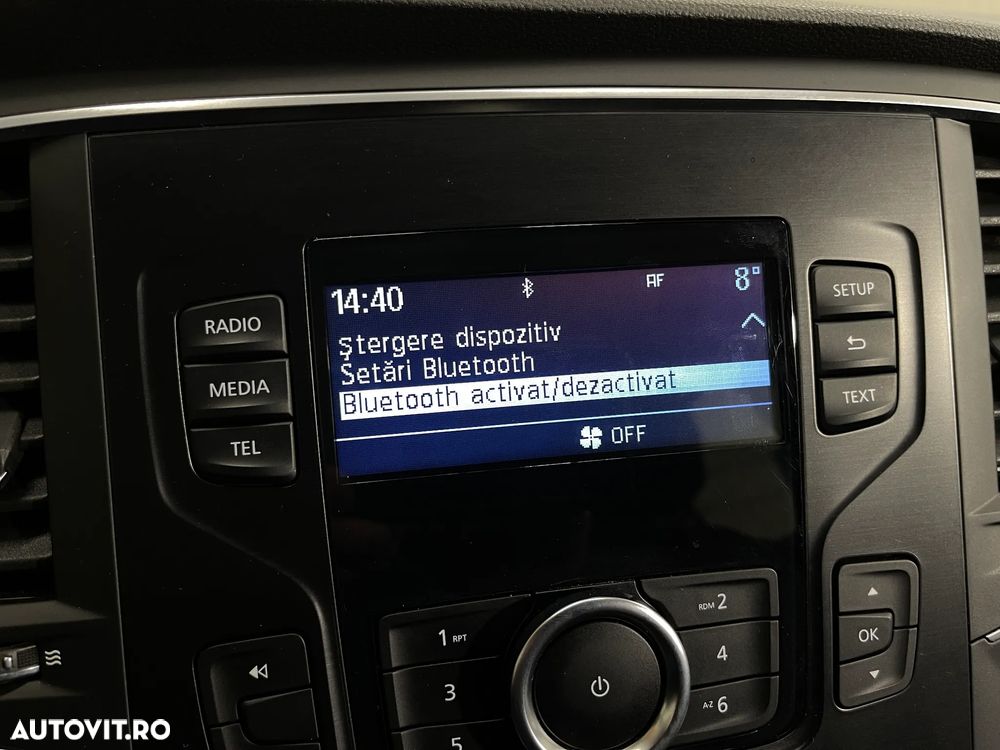 14:40
AF
8°
ştergere dispozitiv
Setări Bluetooth
Bluetooth activat/dezactivat
OFF
RADIO
MEDIA
TEL
SETUP
TEXT
1 RPT
RDM 2
3
4
5
A-Z 6
OK
AUTOVIT.RO